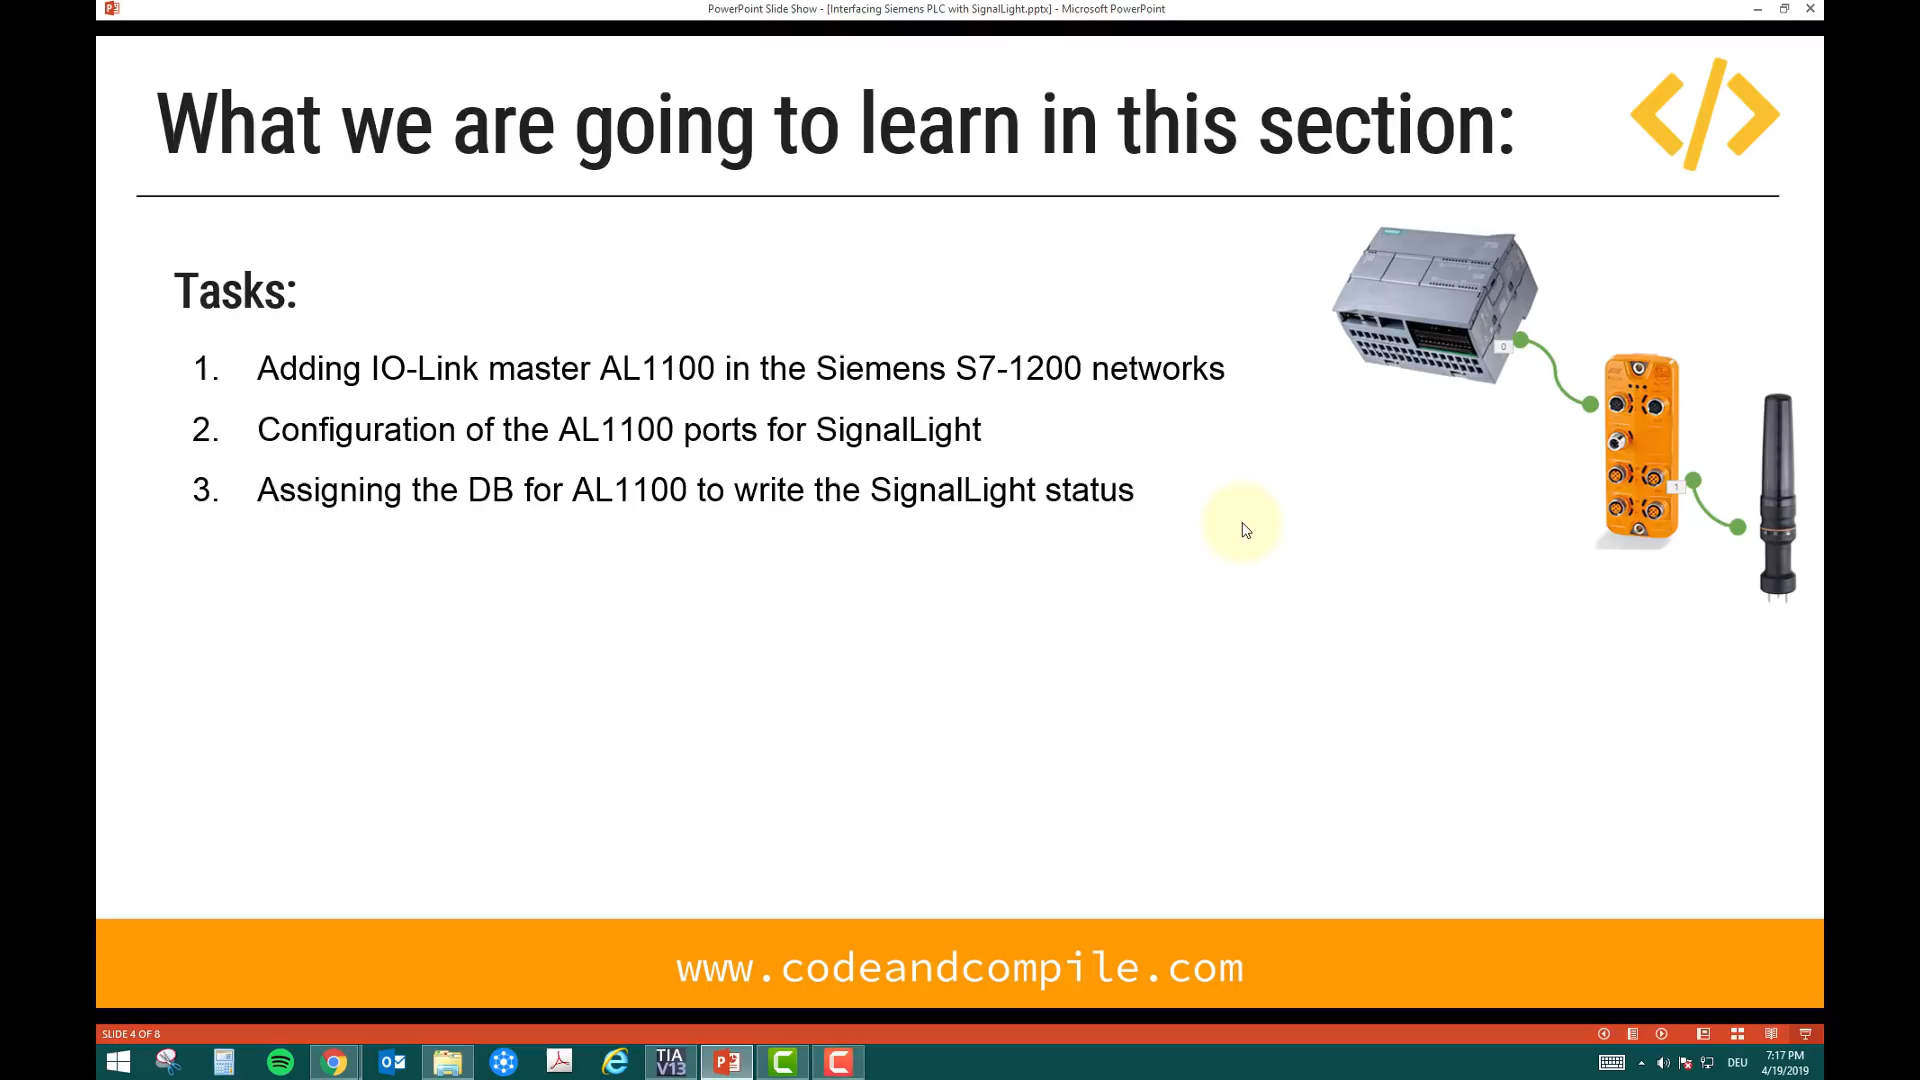 PowerPoint Slide Show - [Interfacing Siemens PLC with SignalLight.pptx] - Microsoft PowerPoint
What we are going to learn in this section:
</>
Tasks:
1. Adding IO-Link master AL1100 in the Siemens S7-1200 networks
2. Configuration of the AL1100 ports for SignalLight
3. Assigning the DB for AL1100 to write the SignalLight status
0
1
www.codeandcompile.com
SLIDE 4 OF 8
TIA
V13
DEU
7:17 PM
4/19/2019